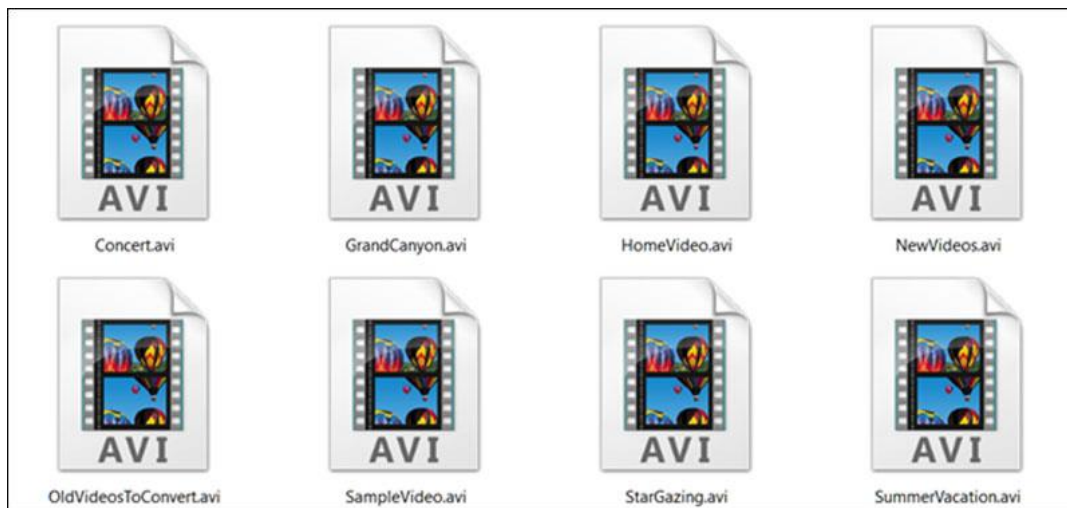 AVI AVI AVI AVI
Concert.avi GrandCanyon.avi HomeVideo.avi NewVideos.avi
AVI AVI AVI AVI
OldVideosToConvert.avi SampleVideo.avi StarGazing.avi SummerVacation.avi